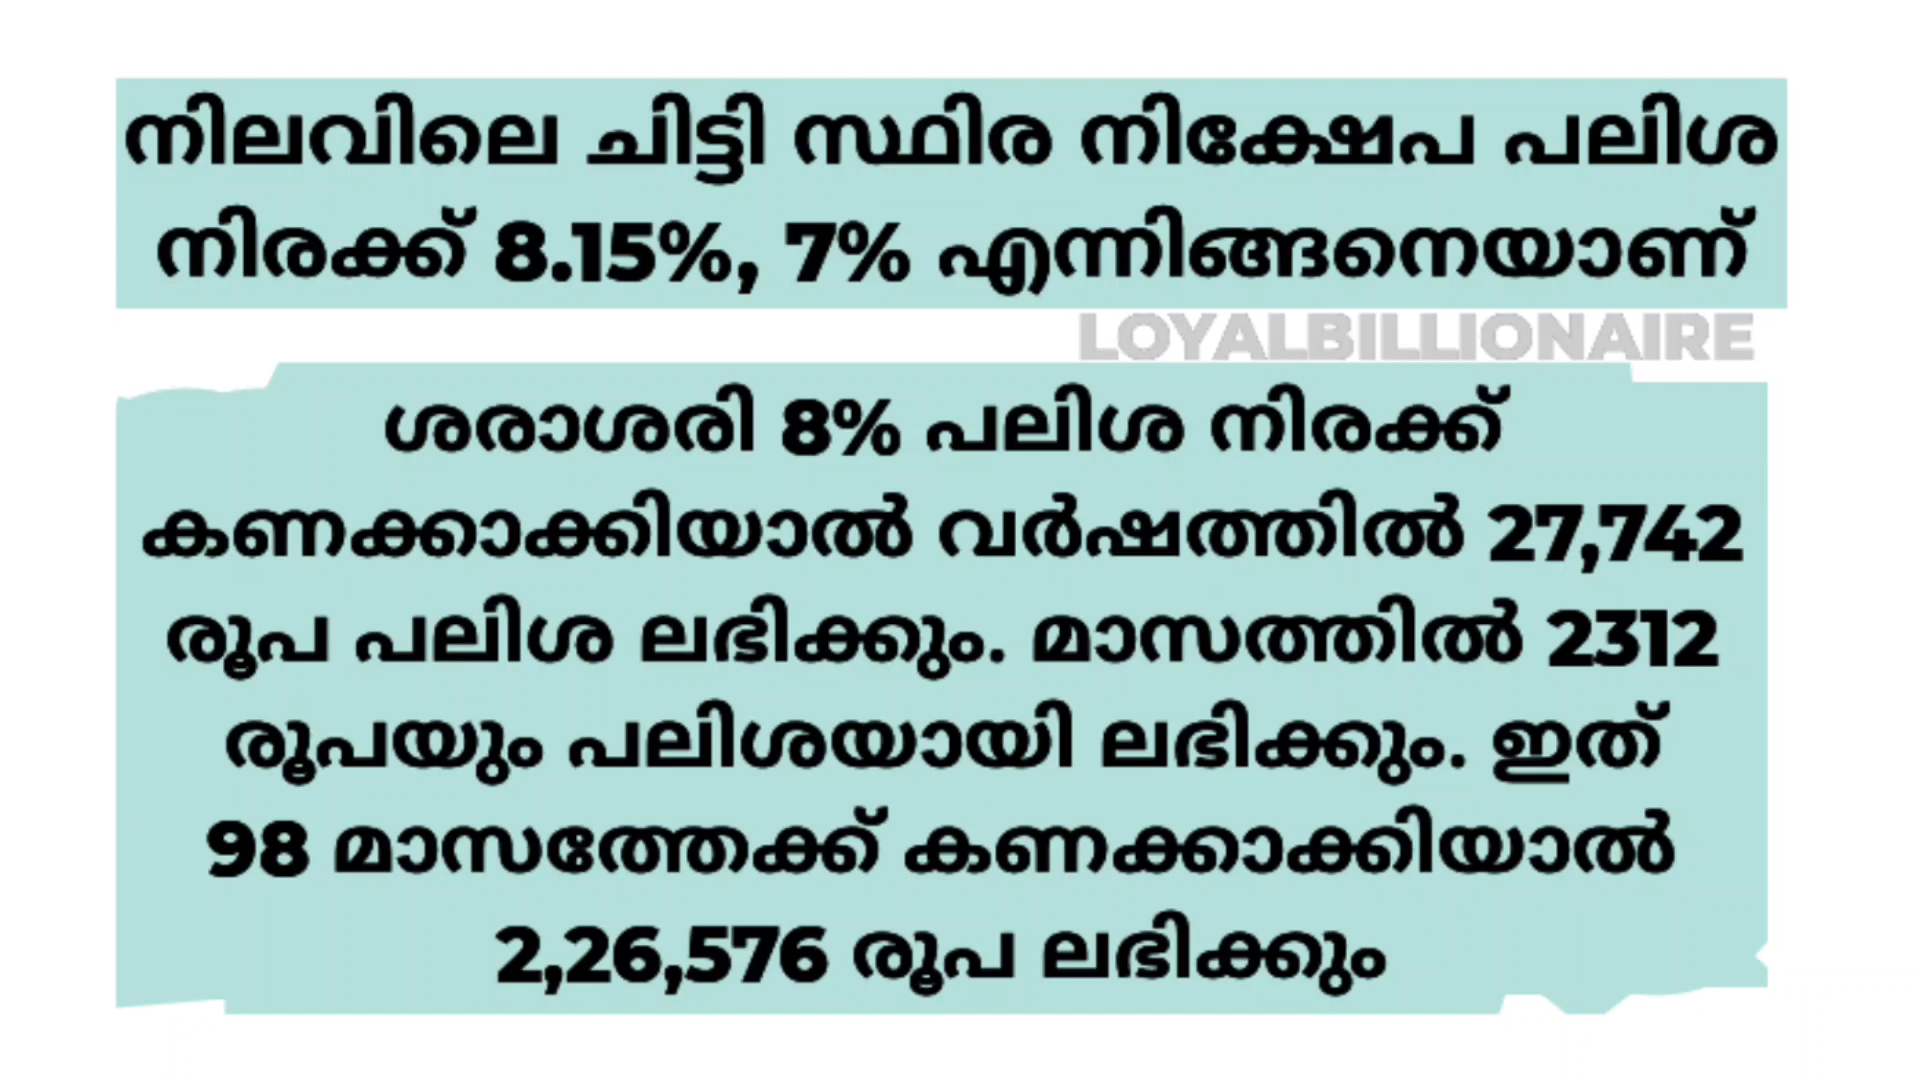 നിലവിലെ ചിട്ടി സ്ഥിര നിക്ഷേപ പലിശ
നിരക്ക് 8.15%, 7% എന്നിങ്ങനെയാണ്
LOYALBILLIONAIRE
ശരാശരി 8% പലിശ നിരക്ക്
കണക്കാക്കിയാൽ വർഷത്തിൽ 27,742
രൂപ പലിശ ലഭിക്കും. മാസത്തിൽ 2312
രൂപയും പലിശയായി ലഭിക്കും. ഇത്
98 മാസത്തേക്ക് കണക്കാക്കിയാൽ
2,26,576 രൂപ ലഭിക്കും